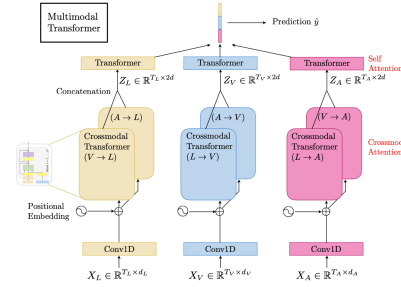 Multimodal
Transformer
Prediction ŷ
Transformer
Transformer
Transformer
Self
Attention
Z_L ∈ ℝ^{T_L×2d}
Z_V ∈ ℝ^{T_V×2d}
Z_A ∈ ℝ^{T_A×2d}
Concatenation
(A → L)
(A → V)
(V → A)
Crossmodal
Transformer
(V → L)
Crossmodal
Transformer
(L → V)
Crossmodal
Transformer
(L → A)
Crossmo
Attention
Positional
Embedding
Conv1D
Conv1D
Conv1D
X_L ∈ ℝ^{T_L×d_L}
X_V ∈ ℝ^{T_V×d_V}
X_A ∈ ℝ^{T_A×d_A}